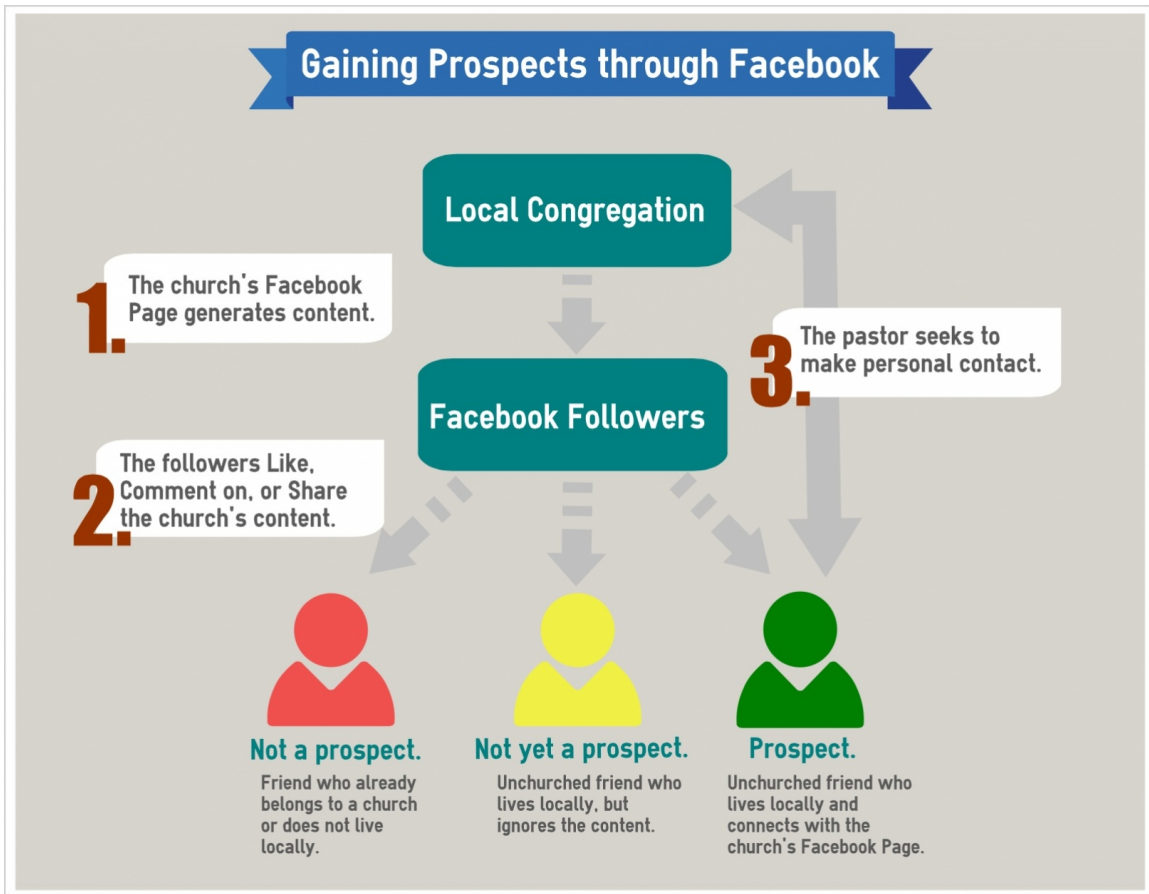 Gaining Prospects through Facebook
Local Congregation
1.
The church's Facebook
Page generates content.
Facebook Followers
2.
The followers Like,
Comment on, or Share
the church's content.
3.
The pastor seeks to
make personal contact.
Not a prospect.
Friend who already
belongs to a church
or does not live
locally.
Not yet a prospect.
Unchurched friend who
lives locally, but
ignores the content.
Prospect.
Unchurched friend who
lives locally and
connects with the
church's Facebook Page.